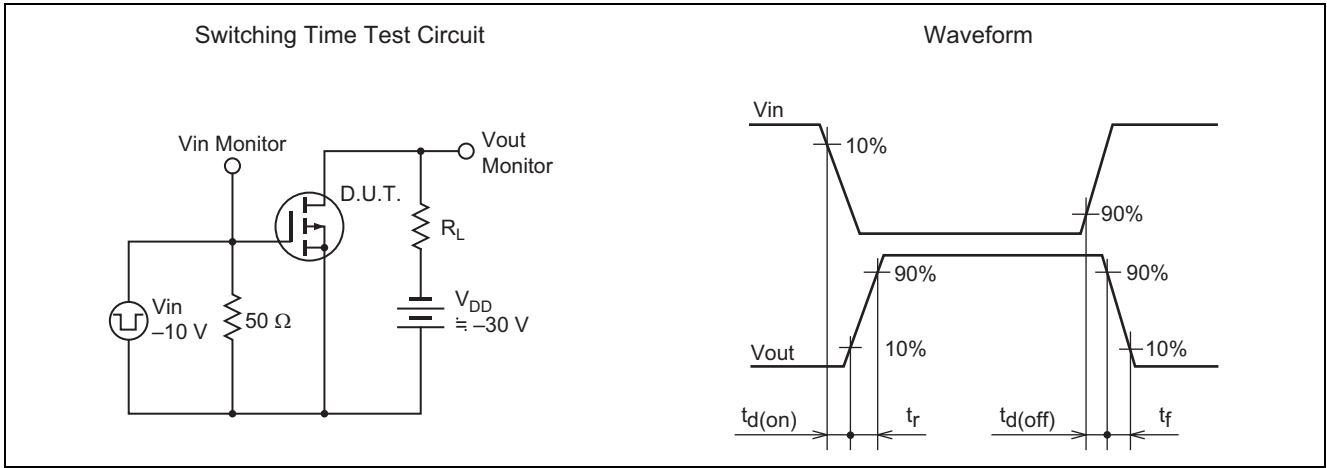 Switching Time Test Circuit
Vin Monitor
D.U.T.
Vout
Monitor
RL
Vin
–10 V
50 Ω
VDD
≒ –30 V
Waveform
Vin
10%
90%
90%
90%
Vout
10%
10%
td(on)
tr
td(off)
tf